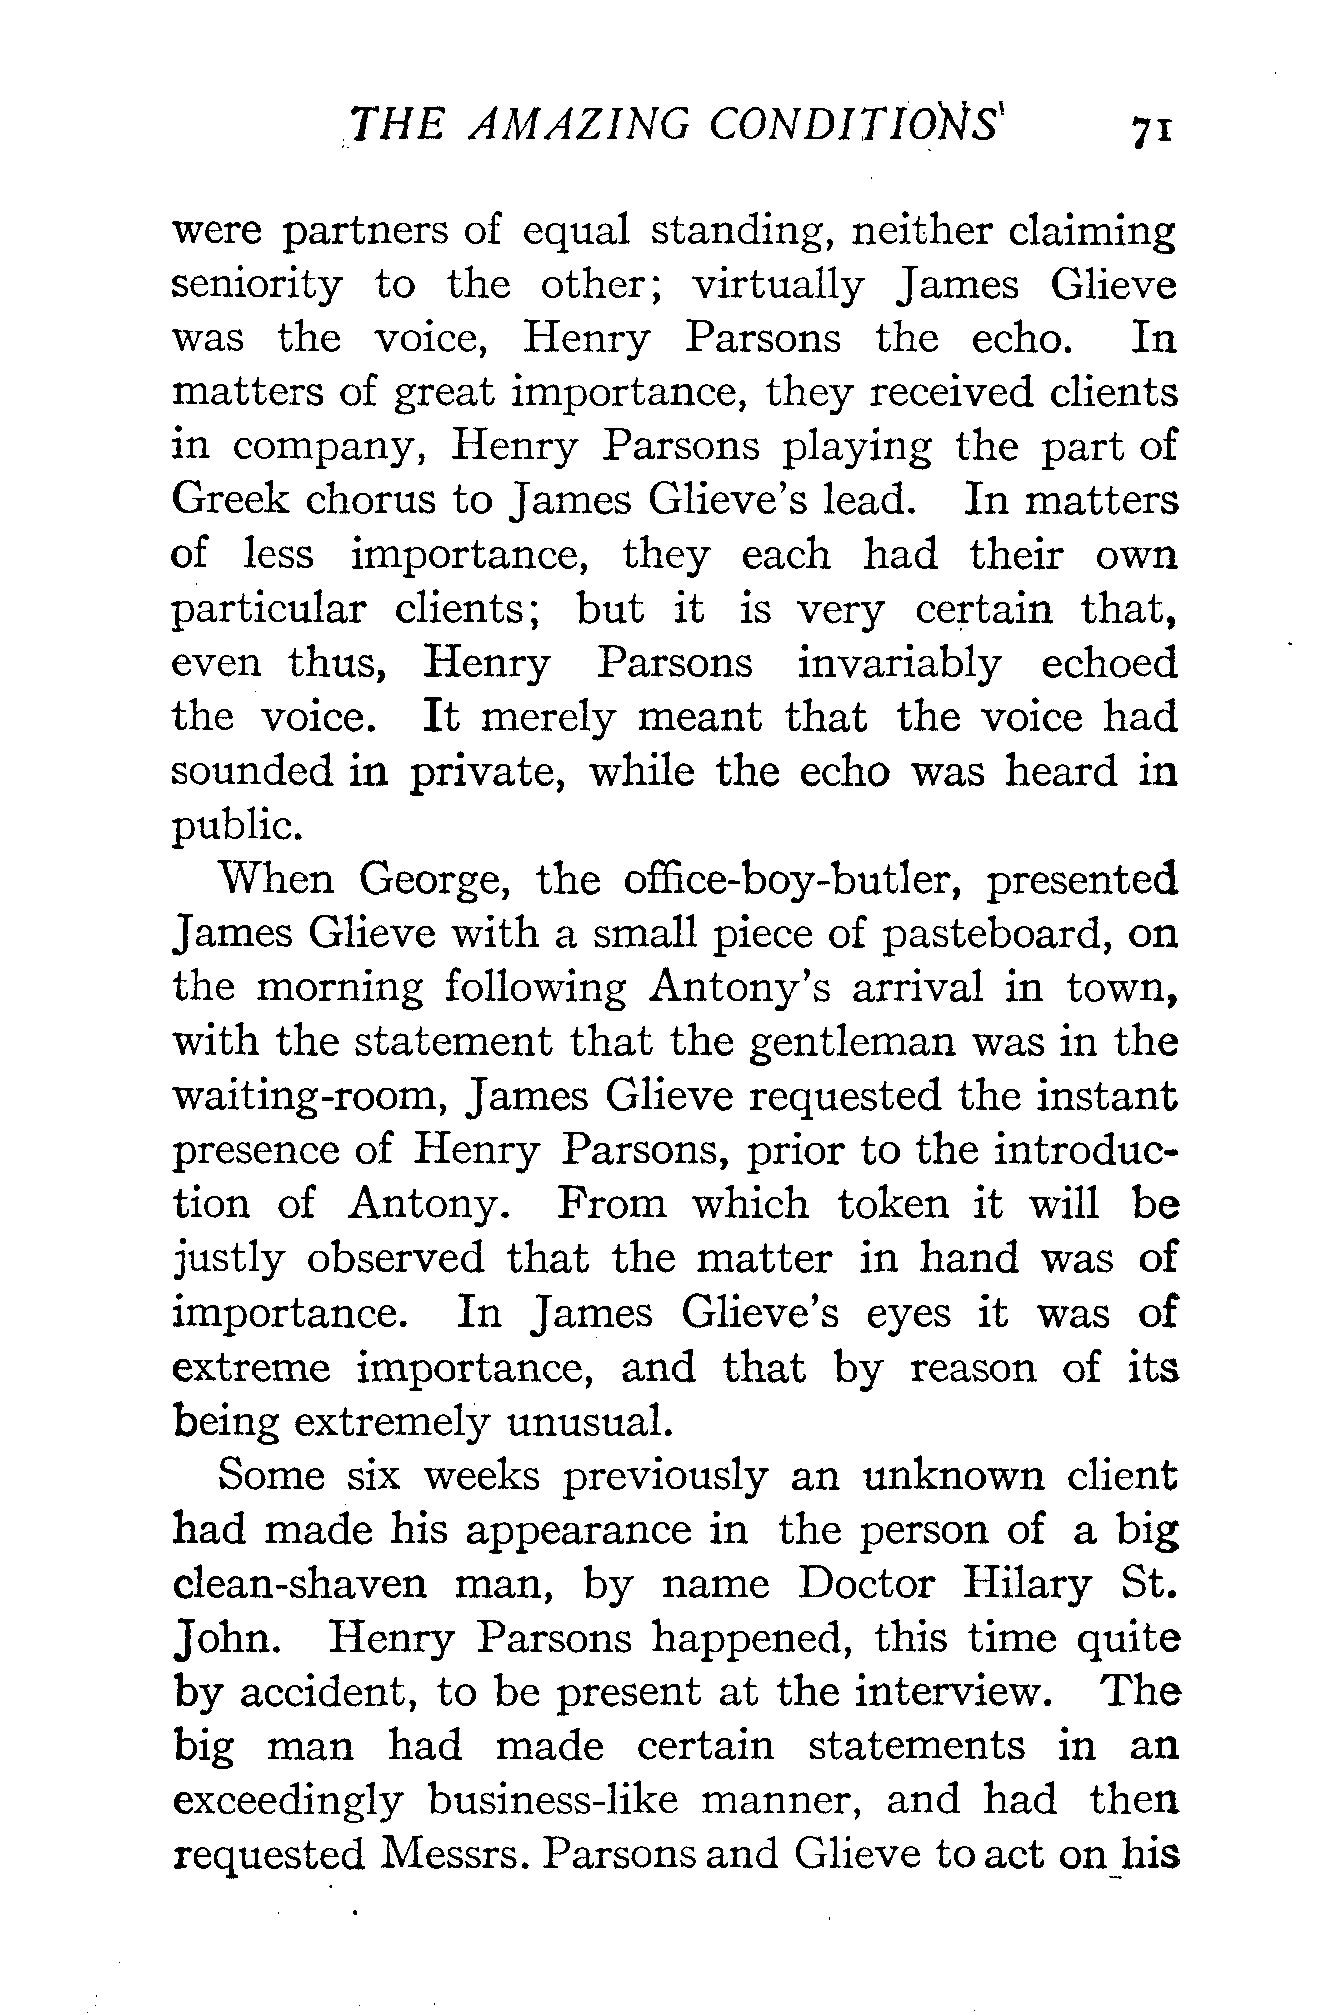 THE AMAZING CONDITIONS 71
were partners of equal standing, neither claiming
seniority to the other; virtually James Glieve
was the voice, Henry Parsons the echo. In
matters of great importance, they received clients
in company, Henry Parsons playing the part of
Greek chorus to James Glieve's lead. In matters
of less importance, they each had their own
particular clients; but it is very certain that,
even thus, Henry Parsons invariably echoed
the voice. It merely meant that the voice had
sounded in private, while the echo was heard in
public.
When George, the office-boy-butler, presented
James Glieve with a small piece of pasteboard, on
the morning following Antony's arrival in town,
with the statement that the gentleman was in the
waiting-room, James Glieve requested the instant
presence of Henry Parsons, prior to the introduc-
tion of Antony. From which token it will be
justly observed that the matter in hand was of
importance. In James Glieve's eyes it was of
extreme importance, and that by reason of its
being extremely unusual.
Some six weeks previously an unknown client
had made his appearance in the person of a big
clean-shaven man, by name Doctor Hilary St.
John. Henry Parsons happened, this time quite
by accident, to be present at the interview. The
big man had made certain statements in an
exceedingly business-like manner, and had then
requested Messrs. Parsons and Glieve to act on his